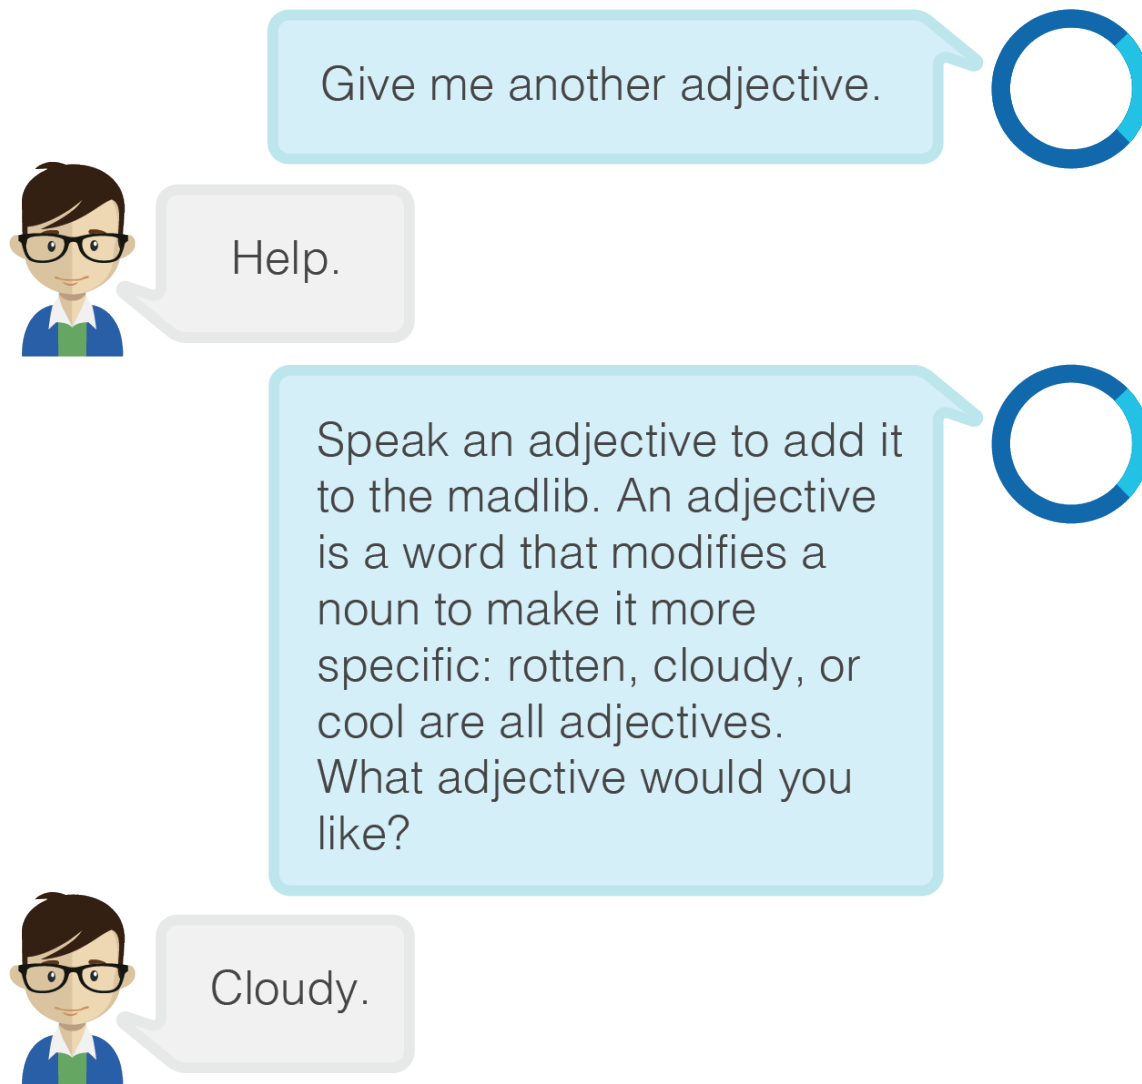 Give me another adjective.
Help.
Speak an adjective to add it
to the madlib. An adjective
is a word that modifies a
noun to make it more
specific: rotten, cloudy, or
cool are all adjectives.
What adjective would you
like?
Cloudy.